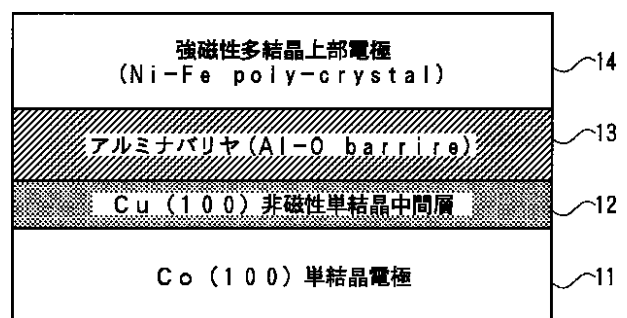 強磁性多結晶上部電極
(Ni-Fe poly-crystal)
14
アルミナバリヤ(Al-O barrire)
13
Cu(100)非磁性単結晶中間層
12
Co(100)単結晶電極
11